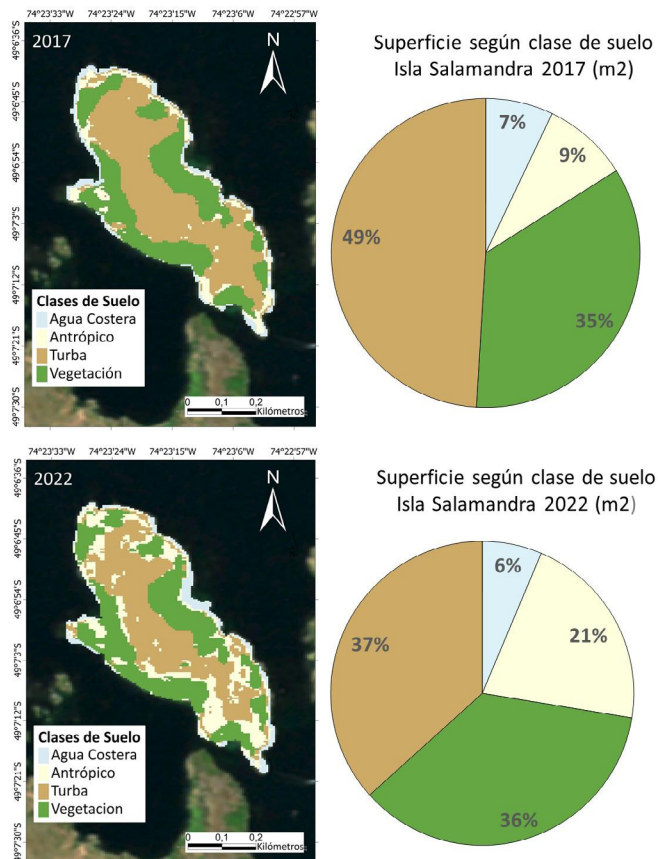 74°23'33"W 74°23'24"W 74°23'15"W 74°23'6"W 74°22'57"W
2017
N
49°6'36"S
49°6'45"S
49°6'54"S
49°7'3"S
49°7'12"S
49°7'21"S
49°7'30"S
Clases de Suelo
Agua Costera
Antrópico
Turba
Vegetación
0 0,1 0,2
Kilómetros
Superficie según clase de suelo
Isla Salamandra 2017 (m2)
7%
9%
49%
35%
74°23'33"W 74°23'24"W 74°23'15"W 74°23'6"W 74°22'57"W
2022
N
49°6'36"S
49°6'45"S
49°6'54"S
49°7'3"S
49°7'12"S
49°7'21"S
49°7'30"S
Clases de Suelo
Agua Costera
Antrópico
Turba
Vegetacion
0 0,1 0,2
Kilómetros
Superficie según clase de suelo
Isla Salamandra 2022 (m2)
6%
21%
37%
36%